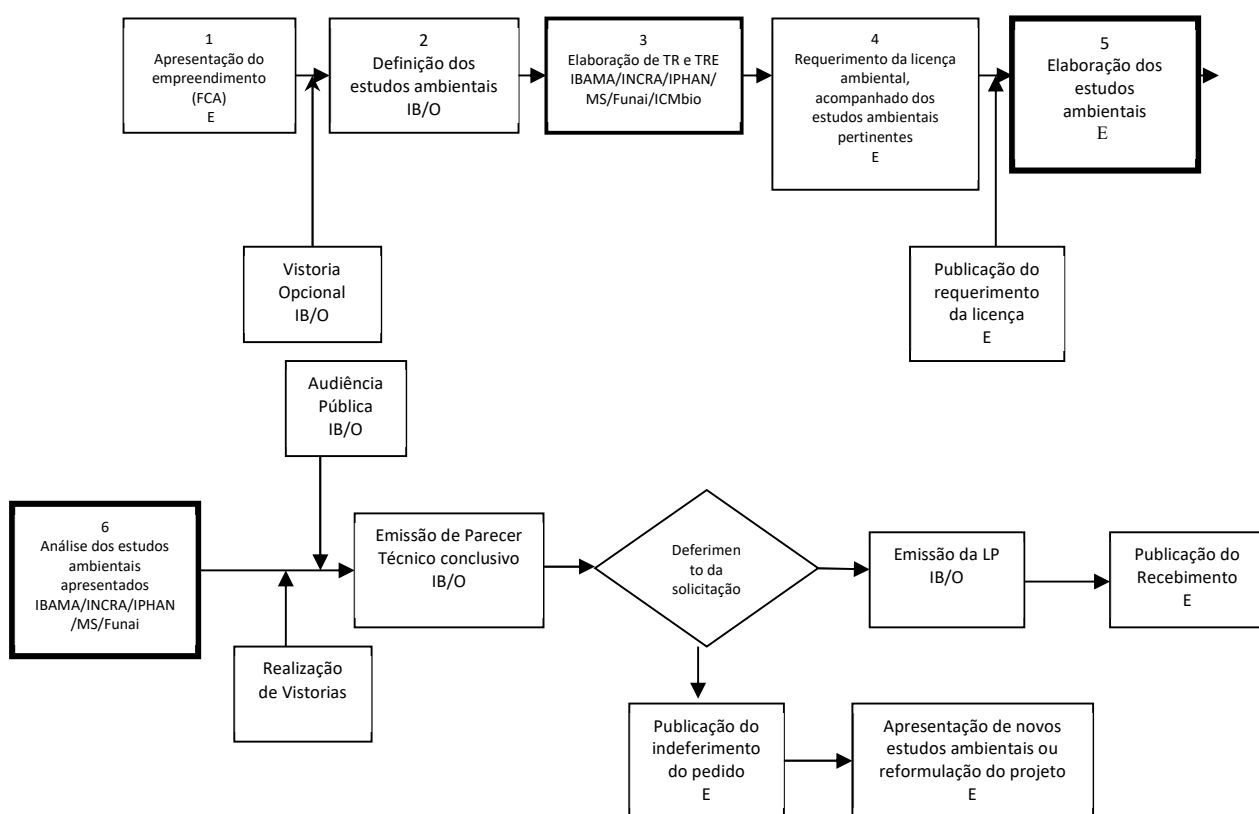 1
Apresentação do
empreendimento
(FCA)
E
2
Definição dos
estudos ambientais
IB/O
3
Elaboração de TR e TRE
IBAMA/INCRA/IPHAN/
MS/Funai/ICMbio
4
Requerimento da licença
ambiental,
acompanhado dos
estudos ambientais
pertinentes
E
5
Elaboração dos
estudos
ambientais
E
Vistoria
Opcional
IB/O
Publicação do
requerimento
da licença
E
Audiência
Pública
IB/O
6
Análise dos estudos
ambientais
apresentados
IBAMA/INCRA/IPHAN
/MS/Funai
Emissão de Parecer
Técnico conclusivo
IB/O
Deferimen
to da
solicitação
Emissão da LP
IB/O
Publicação do
Recebimento
E
Realização
de Vistorias
Publicação do
indeferimento
do pedido
E
Apresentação de novos
estudos ambientais ou
reformulação do projeto
E